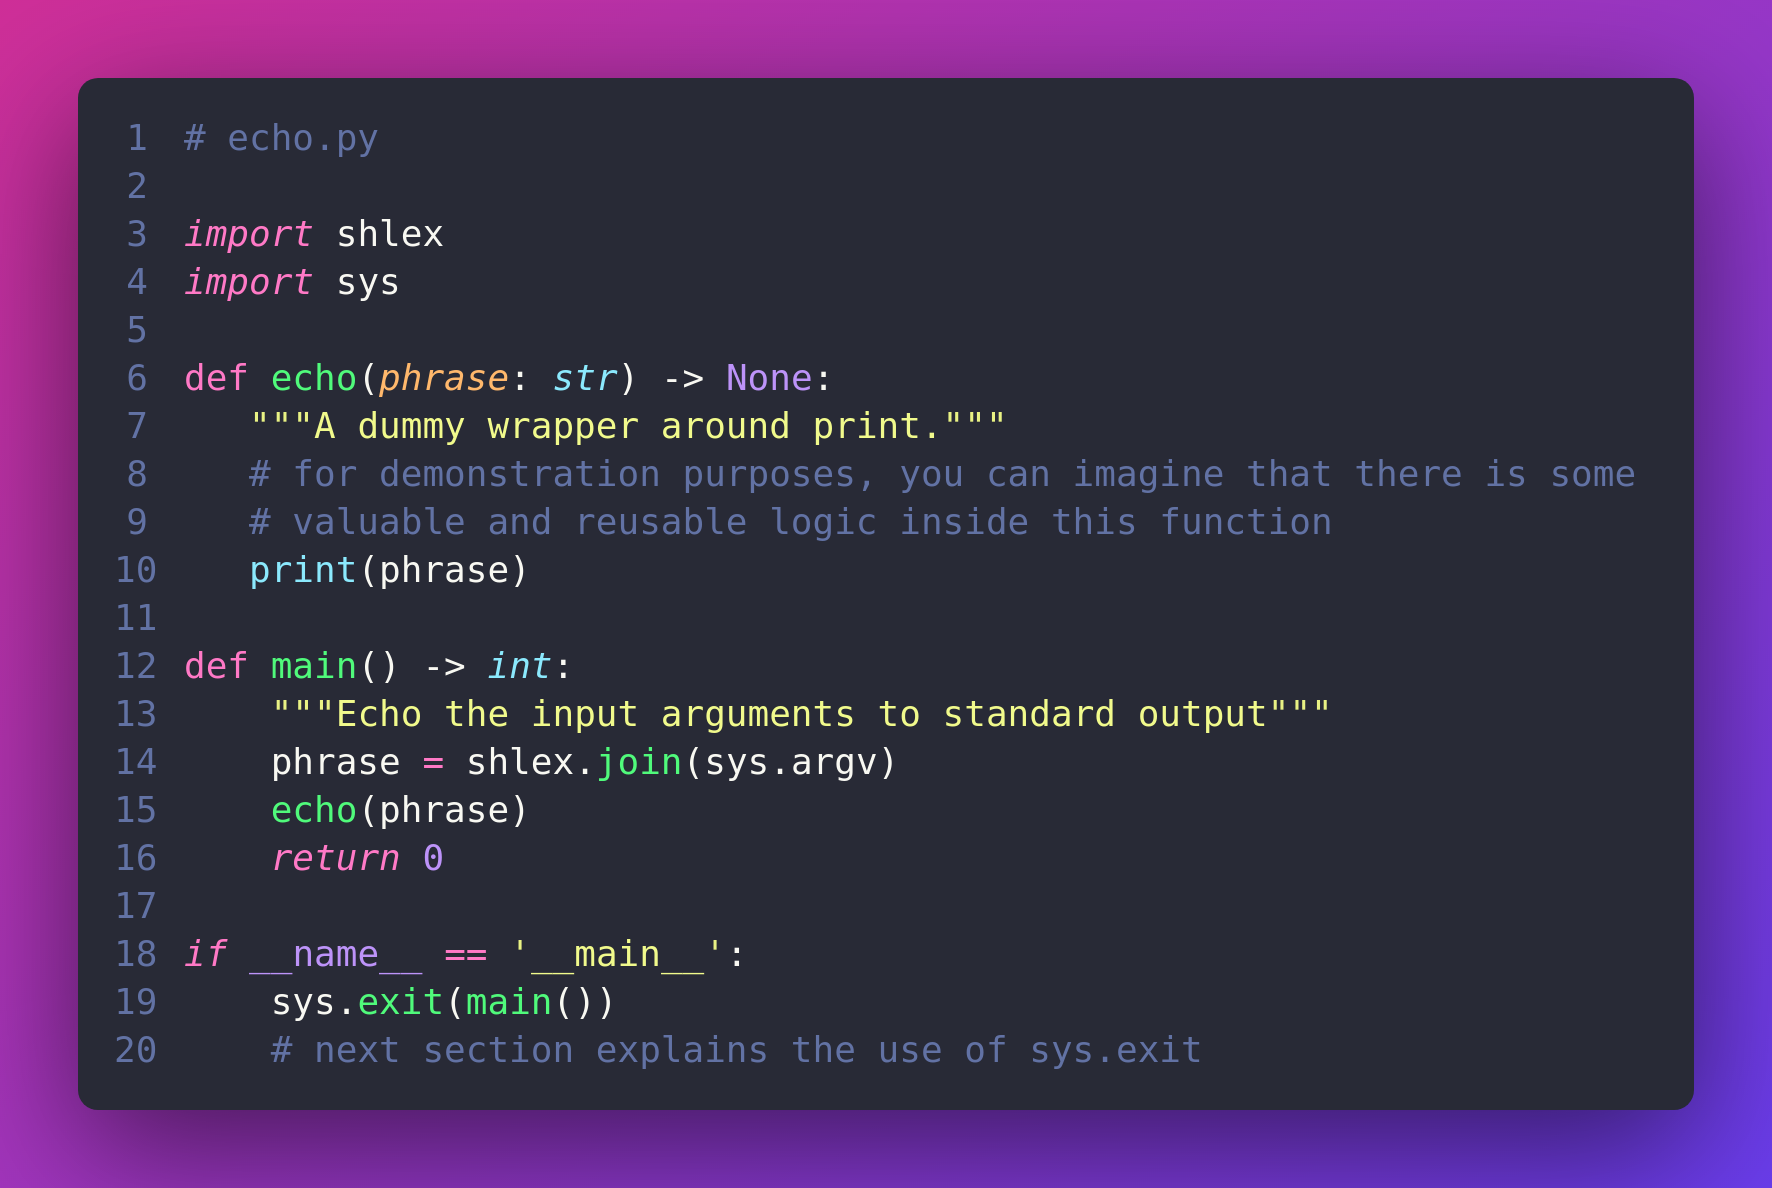 1 # echo.py
2
3 import shlex
4 import sys
5
6 def echo(phrase: str) -> None:
7    """A dummy wrapper around print."""
8    # for demonstration purposes, you can imagine that there is some
9    # valuable and reusable logic inside this function
10    print(phrase)
11
12 def main() -> int:
13     """Echo the input arguments to standard output"""
14     phrase = shlex.join(sys.argv)
15     echo(phrase)
16     return 0
17
18 if __name__ == '__main__':
19     sys.exit(main())
20     # next section explains the use of sys.exit